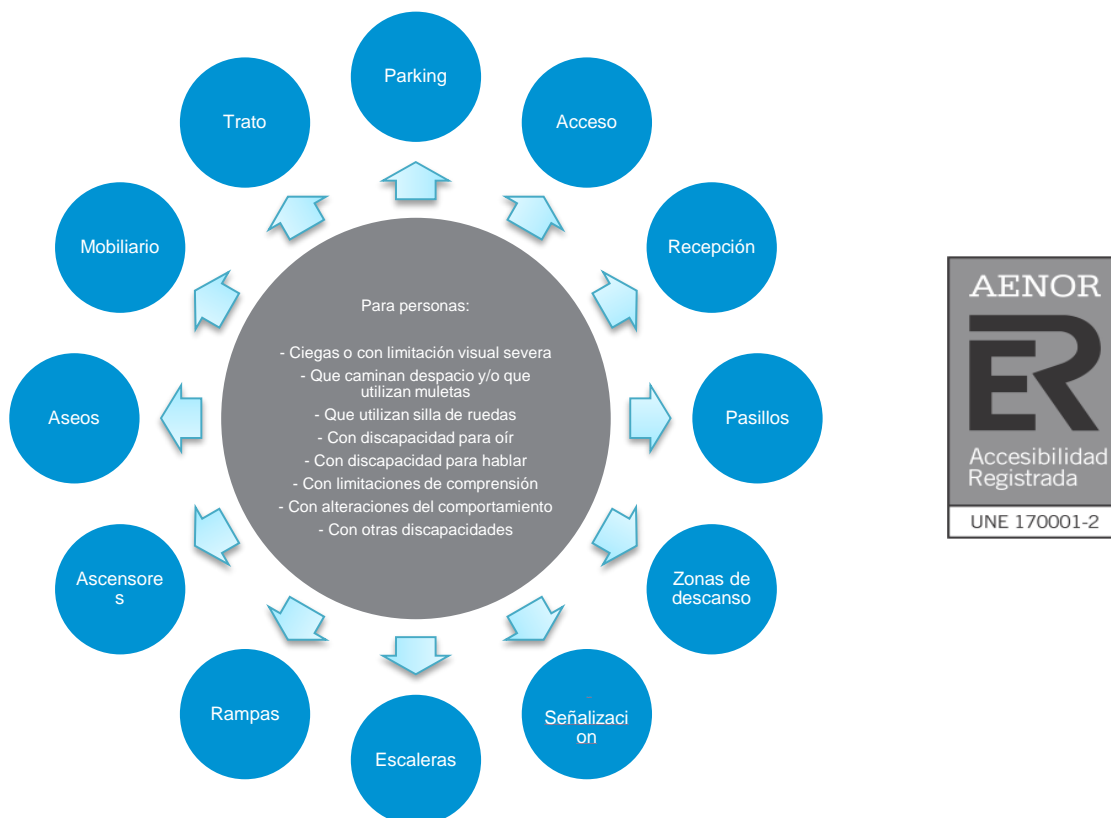 Parking
Acceso
Recepción
Pasillos
Zonas de
descanso
Señalizaci
on
Escaleras
Rampas
Ascensore
s
Aseos
Mobiliario
Trato
Para personas:
- Ciegas o con limitación visual severa
- Que caminan despacio y/o que
utilizan muletas
- Que utilizan silla de ruedas
- Con discapacidad para oír
- Con discapacidad para hablar
- Con limitaciones de comprensión
- Con alteraciones del comportamiento
- Con otras discapacidades
AENOR
ER
Accesibilidad
Registrada
UNE 170001-2